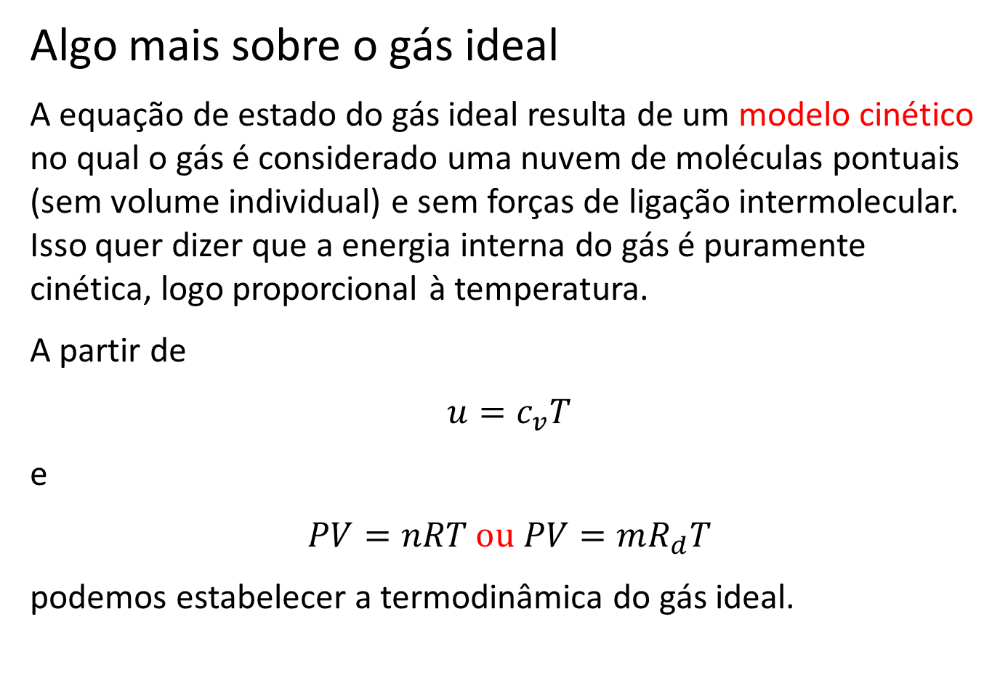 Algo mais sobre o gás ideal
A equação de estado do gás ideal resulta de um modelo cinético
no qual o gás é considerado uma nuvem de moléculas pontuais
(sem volume individual) e sem forças de ligação intermolecular.
Isso quer dizer que a energia interna do gás é puramente
cinética, logo proporcional à temperatura.
A partir de
𝑢 = 𝑐ᵥ𝑇
e
𝑃𝑉 = 𝑛𝑅𝑇 ou 𝑃𝑉 = 𝑚𝑅_𝑑𝑇
podemos estabelecer a termodinâmica do gás ideal.